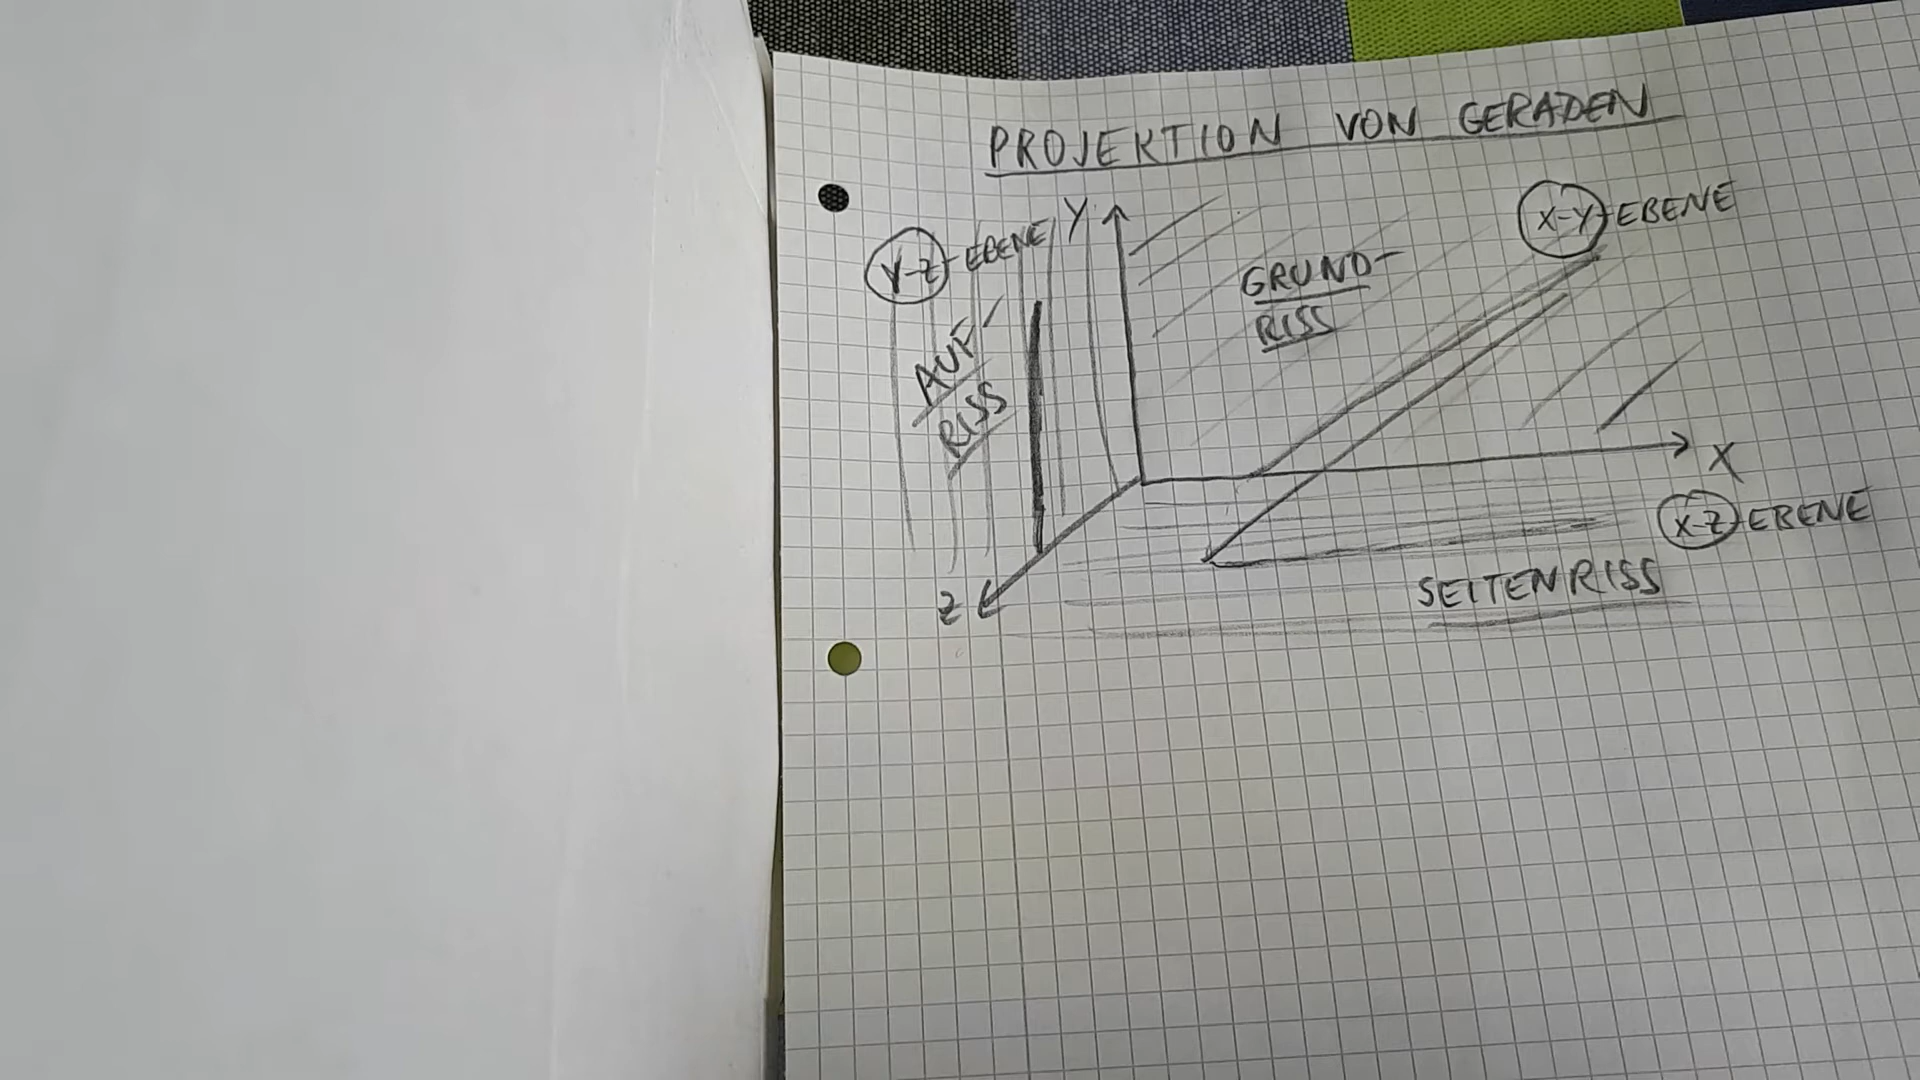 PROJEKTION VON GERADEN
Y-Z-EBENE
Y
X-Y-EBENE
GRUND-
RISS
AUF-
RISS
X
X-Z-EBENE
SEITENRISS
Z